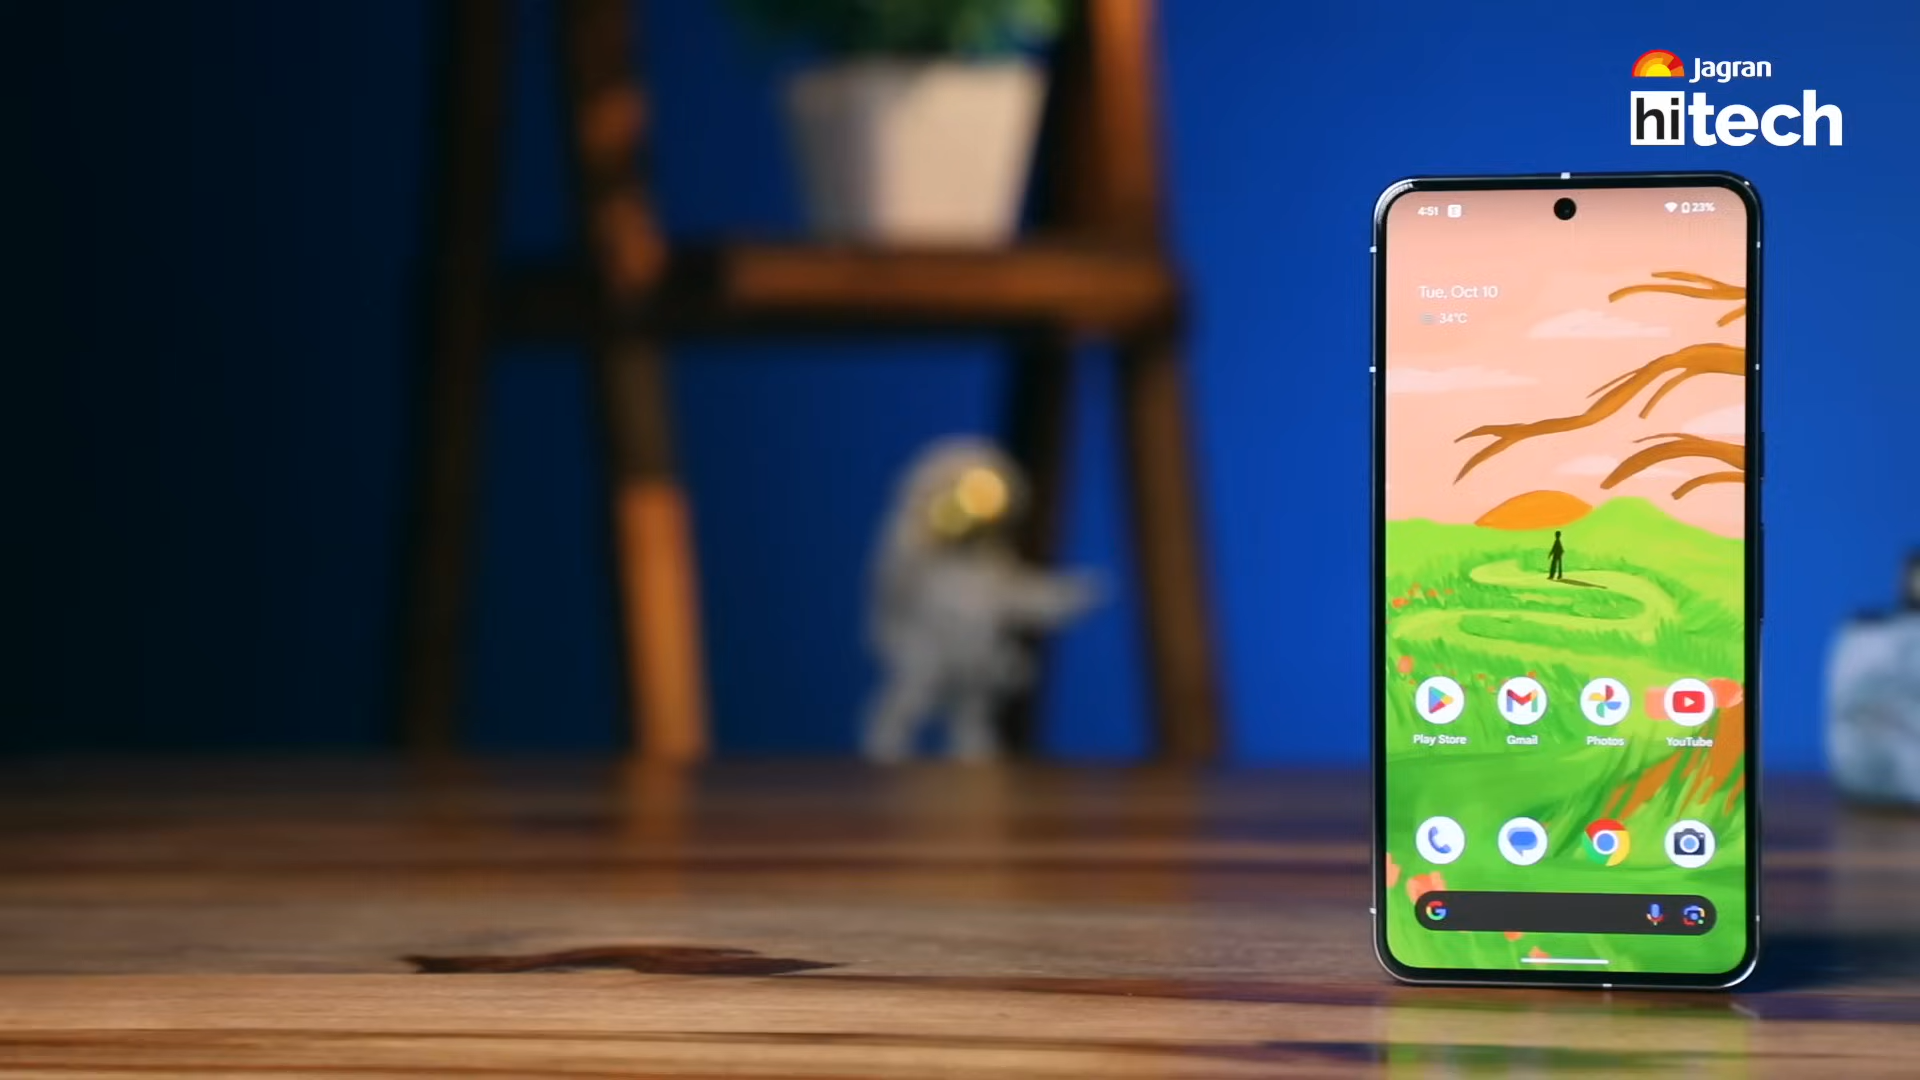 Jagran
hitech
4:51
23%
Tue, Oct 10
34°C
Play Store
Gmail
Photos
YouTube